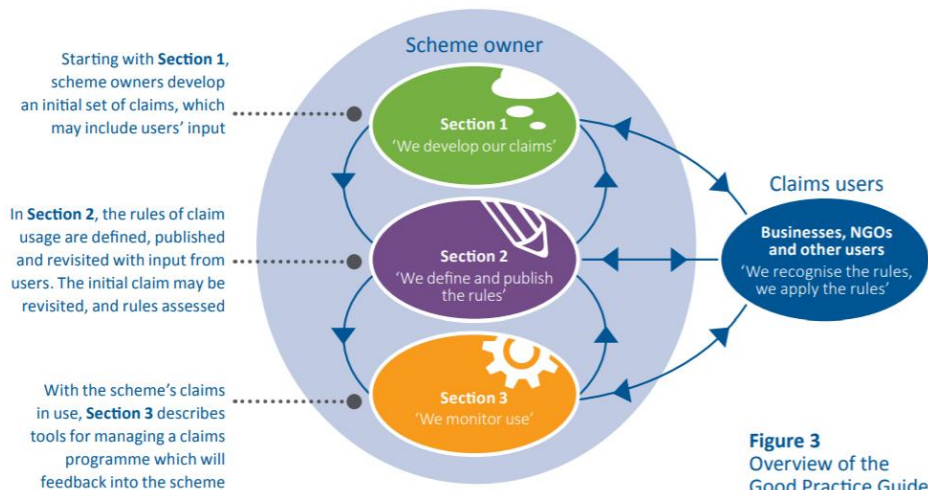 Scheme owner
Starting with Section 1,
scheme owners develop
an initial set of claims, which
may include users' input
Section 1
'We develop our claims'
In Section 2, the rules of claim
usage are defined, published
and revisited with input from
users. The initial claim may be
revisited, and rules assessed
Section 2
'We define and publish
the rules'
Claims users
Businesses, NGOs
and other users
'We recognise the rules,
we apply the rules'
With the scheme's claims
in use, Section 3 describes
tools for managing a claims
programme which will
feedback into the scheme
Section 3
'We monitor use'
Figure 3
Overview of the
Good Practice Guide